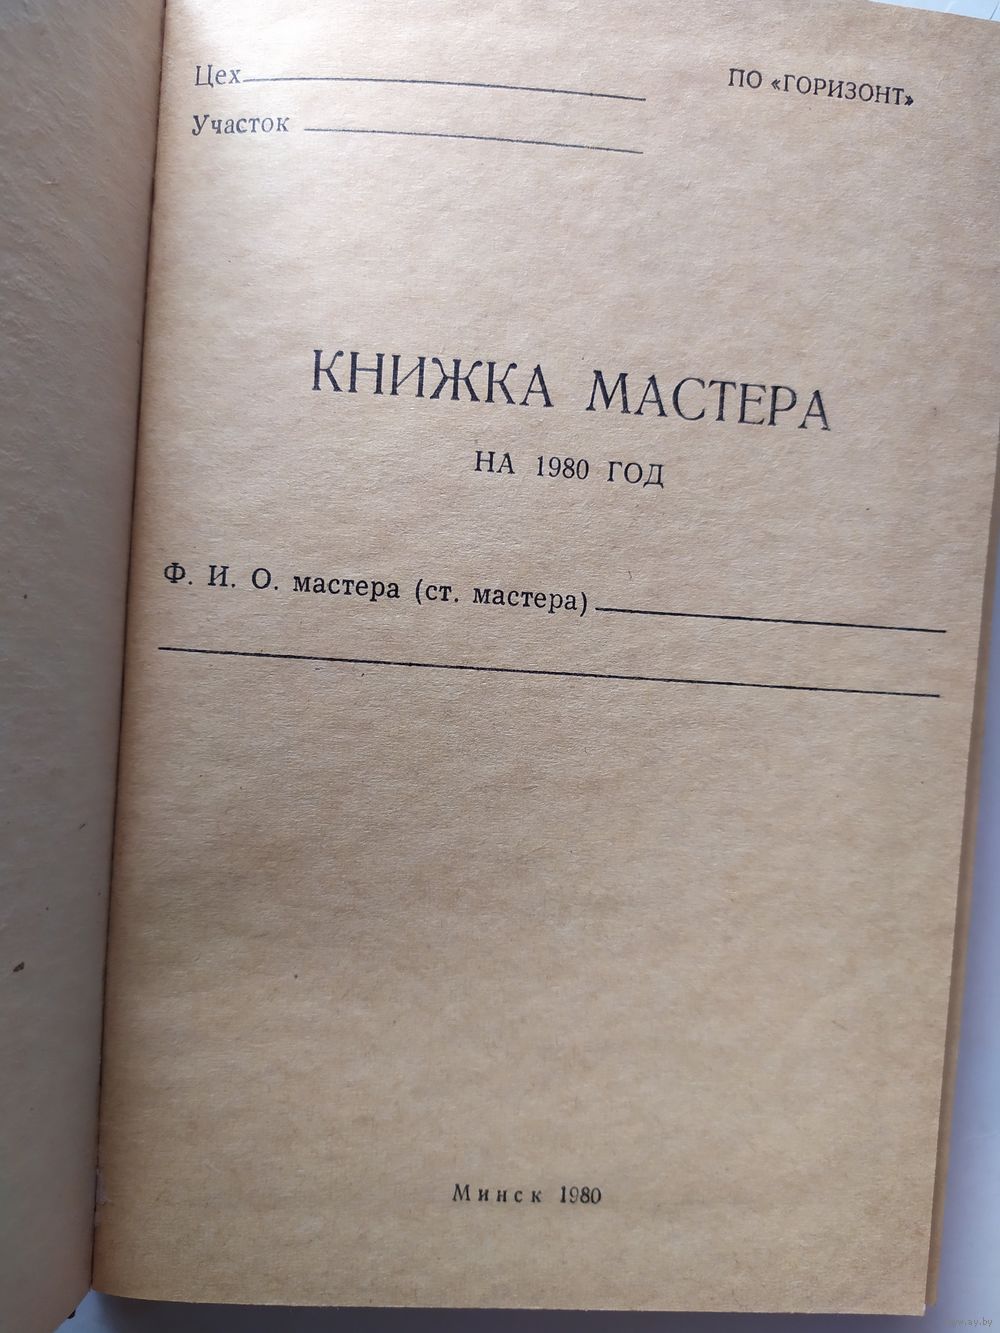 Цех
ПО «ГОРИЗОНТ»
Участок
КНИЖКА МАСТЕРА
НА 1980 ГОД
Ф. И. О. мастера (ст. мастера)
Минск 1980